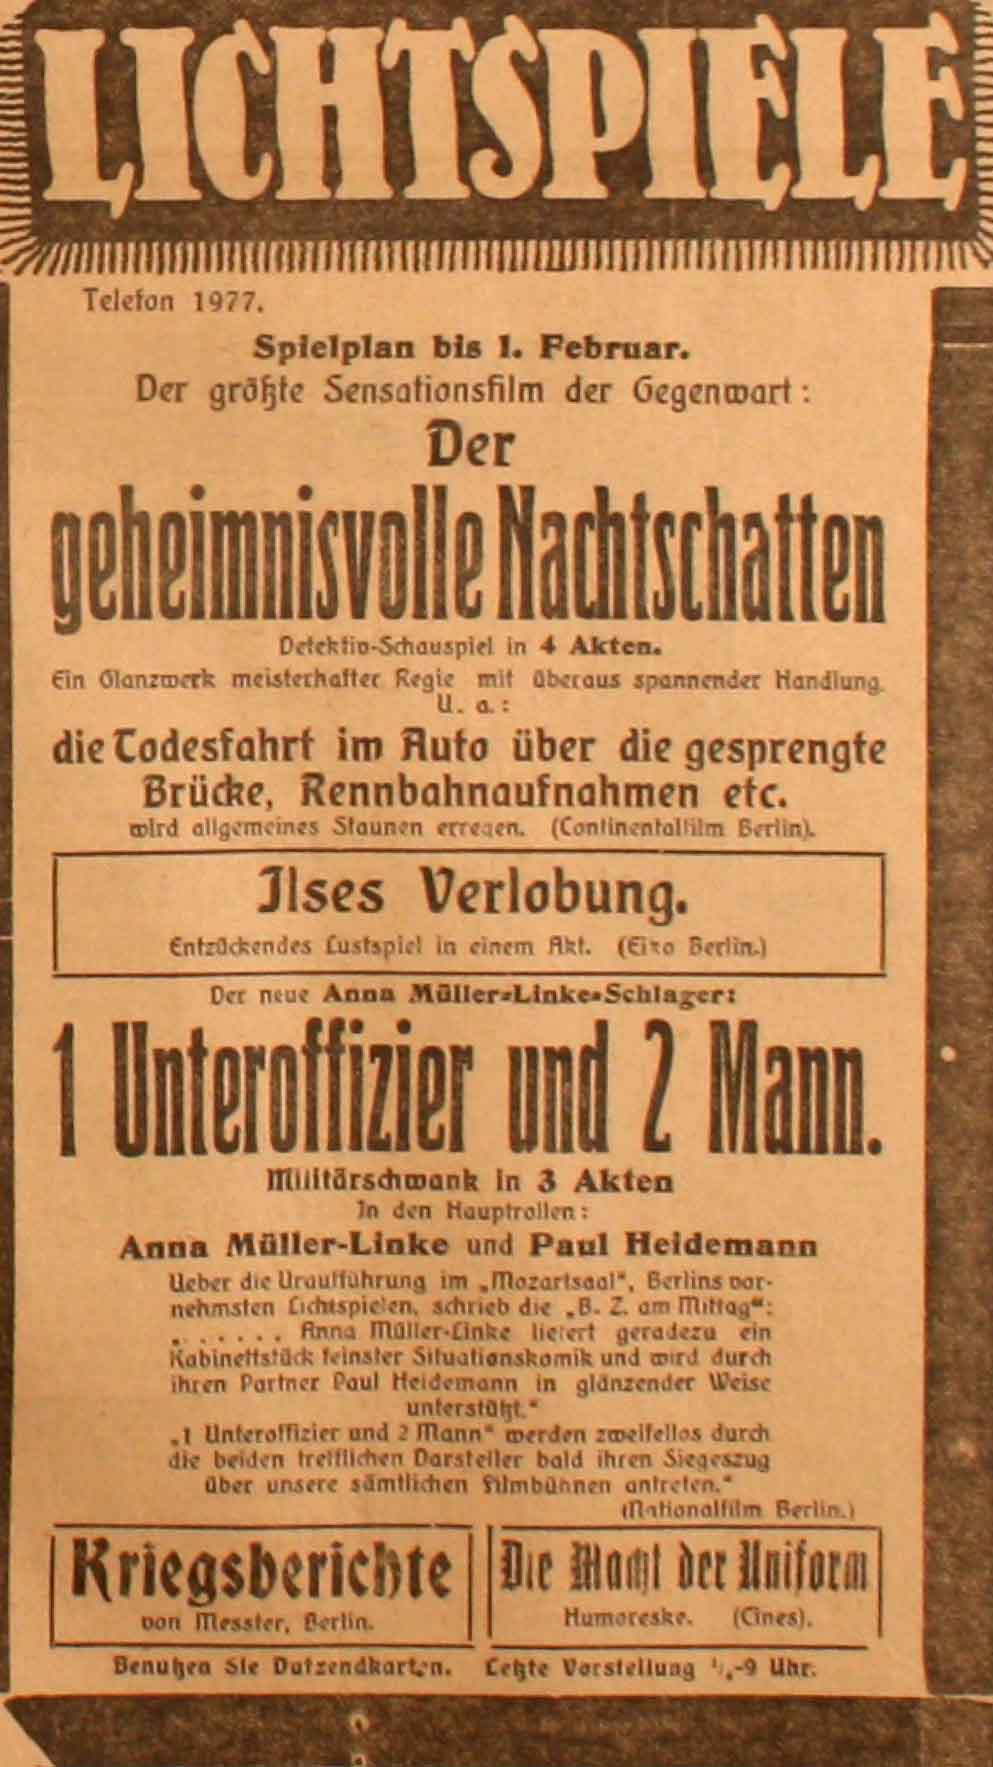 LICHTSPIELE
Telefon 1977.
Spielplan bis 1. Februar.
Der größte Sensationsfilm der Gegenwart:
Der
geheimnisvolle Nachtschatten
Detektiv-Schauspiel in 4 Akten.
Ein Glanzwerk meisterhafter Regie mit überaus spannender Handlung.
U. a.:
die Todesfahrt im Auto über die gesprengte
Brücke, Rennbahnaufnahmen etc.
wird allgemeines Staunen erregen. (Continentalfilm Berlin).
Ilses Verlobung.
Entzückendes Lustspiel in einem Akt. (Eiko Berlin.)
Der neue Anna Müller-Linke-Schlager:
1 Unteroffizier und 2 Mann.
Militärschwank in 3 Akten
In den Hauptrollen:
Anna Müller-Linke und Paul Heidemann
Ueber die Uraufführung im „Mozartsaal“, Berlins vor-
nehmsten Lichtspielen, schrieb die „B. Z. am Mittag“:
„ . . . . . . Anna Müller-Linke liefert geradezu ein
Kabinettstück feinster Situationskomik und wird durch
ihren Partner Paul Heidemann in glänzender Weise
unterstützt.“
„1 Unteroffizier und 2 Mann“ werden zweifellos durch
die beiden trefflichen Darsteller bald ihren Siegeszug
über unsere sämtlichen Filmbühnen antreten.“
(Nationalfilm Berlin.)
Kriegsberichte
von Messter, Berlin.
Die Macht der Uniform
Humoreske. (Cines).
Benutzen Sie Dutzendkarten. Letzte Vorstellung -9 Uhr.